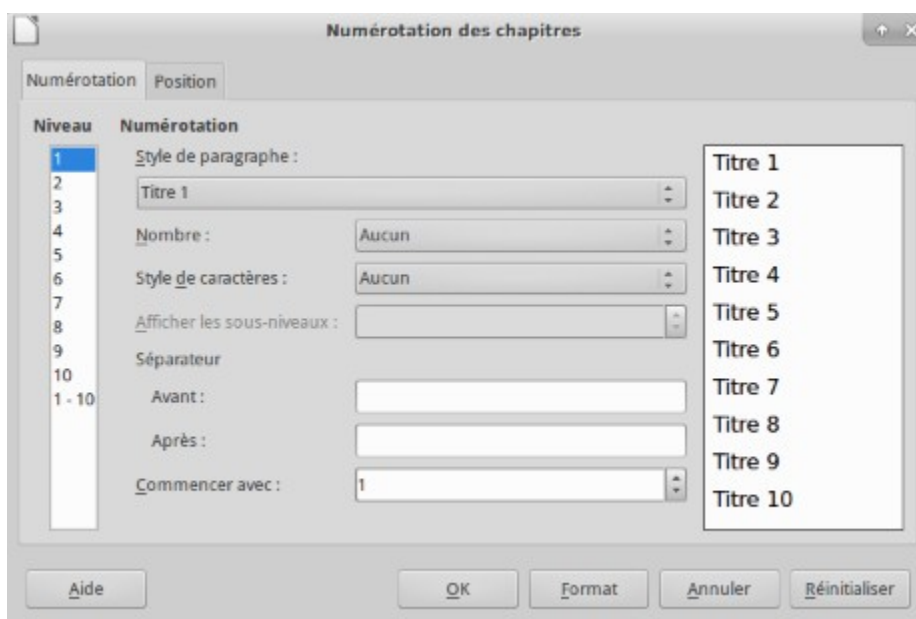 Numérotation des chapitres
Numérotation Position
Niveau Numérotation
1
2
3
4
5
6
7
8
9
10
1 - 10
Style de paragraphe :
Titre 1
Nombre : Aucun
Style de caractères : Aucun
Afficher les sous-niveaux :
Séparateur
Avant :
Après :
Commencer avec : 1
Titre 1
Titre 2
Titre 3
Titre 4
Titre 5
Titre 6
Titre 7
Titre 8
Titre 9
Titre 10
Aide OK Format Annuler Réinitialiser